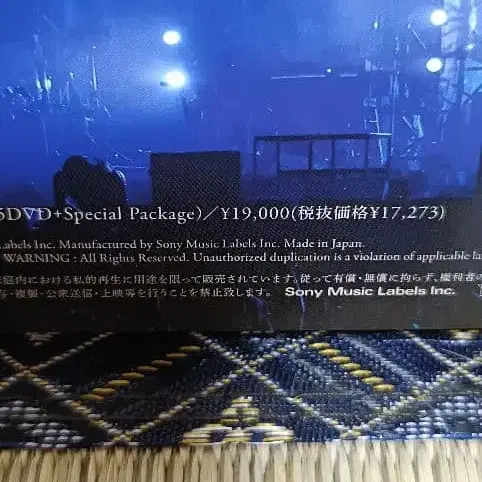 5DVD+Special Package)／¥19,000(税抜価格¥17,273)
Labels Inc. Manufactured by Sony Music Labels Inc. Made in Japan.
WARNING : All Rights Reserved. Unauthorized duplication is a violation of applicable la
庭内における私的再生に用途を限って販売されています。従って有償・無償に拘らず、権利者の
・複製・公衆送信・上映等を行うことを禁止致します。 Sony Music Labels Inc.